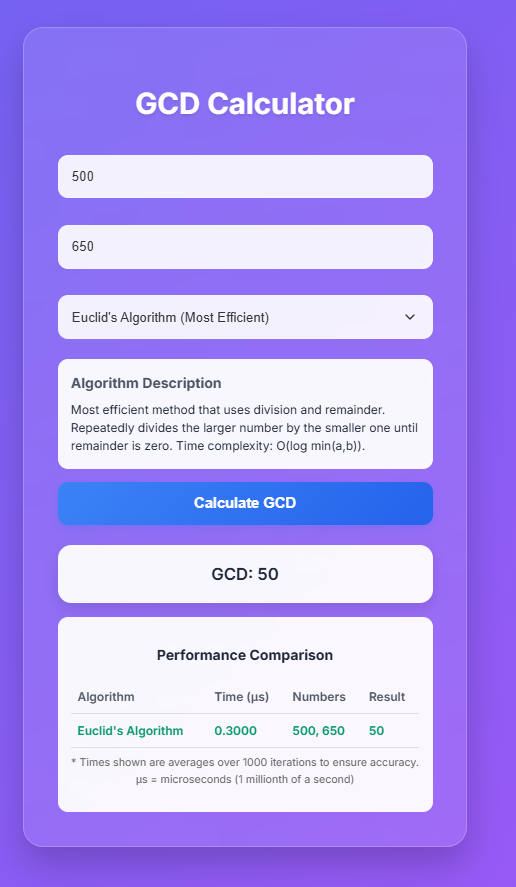 GCD Calculator
500
650
Euclid's Algorithm (Most Efficient)
Algorithm Description
Most efficient method that uses division and remainder.
Repeatedly divides the larger number by the smaller one until
remainder is zero. Time complexity: O(log min(a,b)).
Calculate GCD
GCD: 50
Performance Comparison
Algorithm Time (μs) Numbers Result
Euclid's Algorithm 0.3000 500, 650 50
* Times shown are averages over 1000 iterations to ensure accuracy.
μs = microseconds (1 millionth of a second)